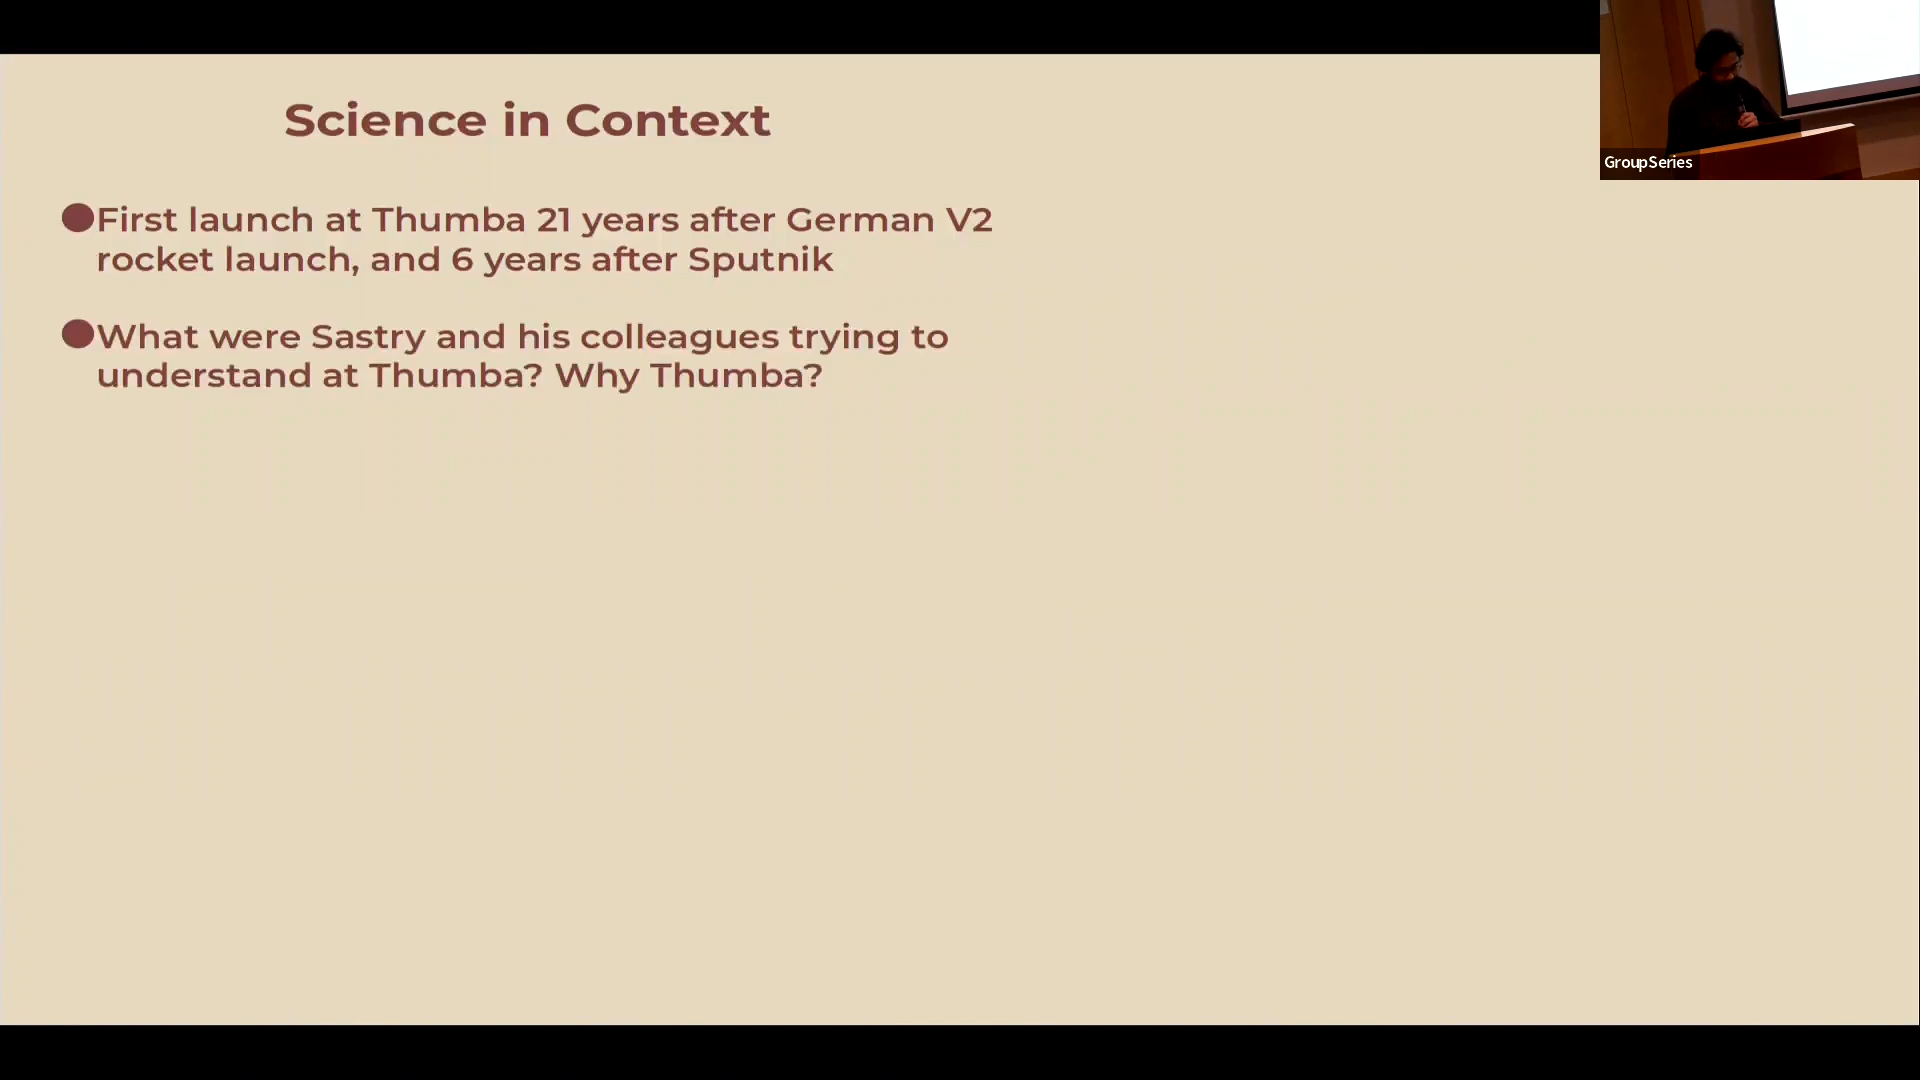 Science in Context
●First launch at Thumba 21 years after German V2
rocket launch, and 6 years after Sputnik
●What were Sastry and his colleagues trying to
understand at Thumba? Why Thumba?
GroupSeries